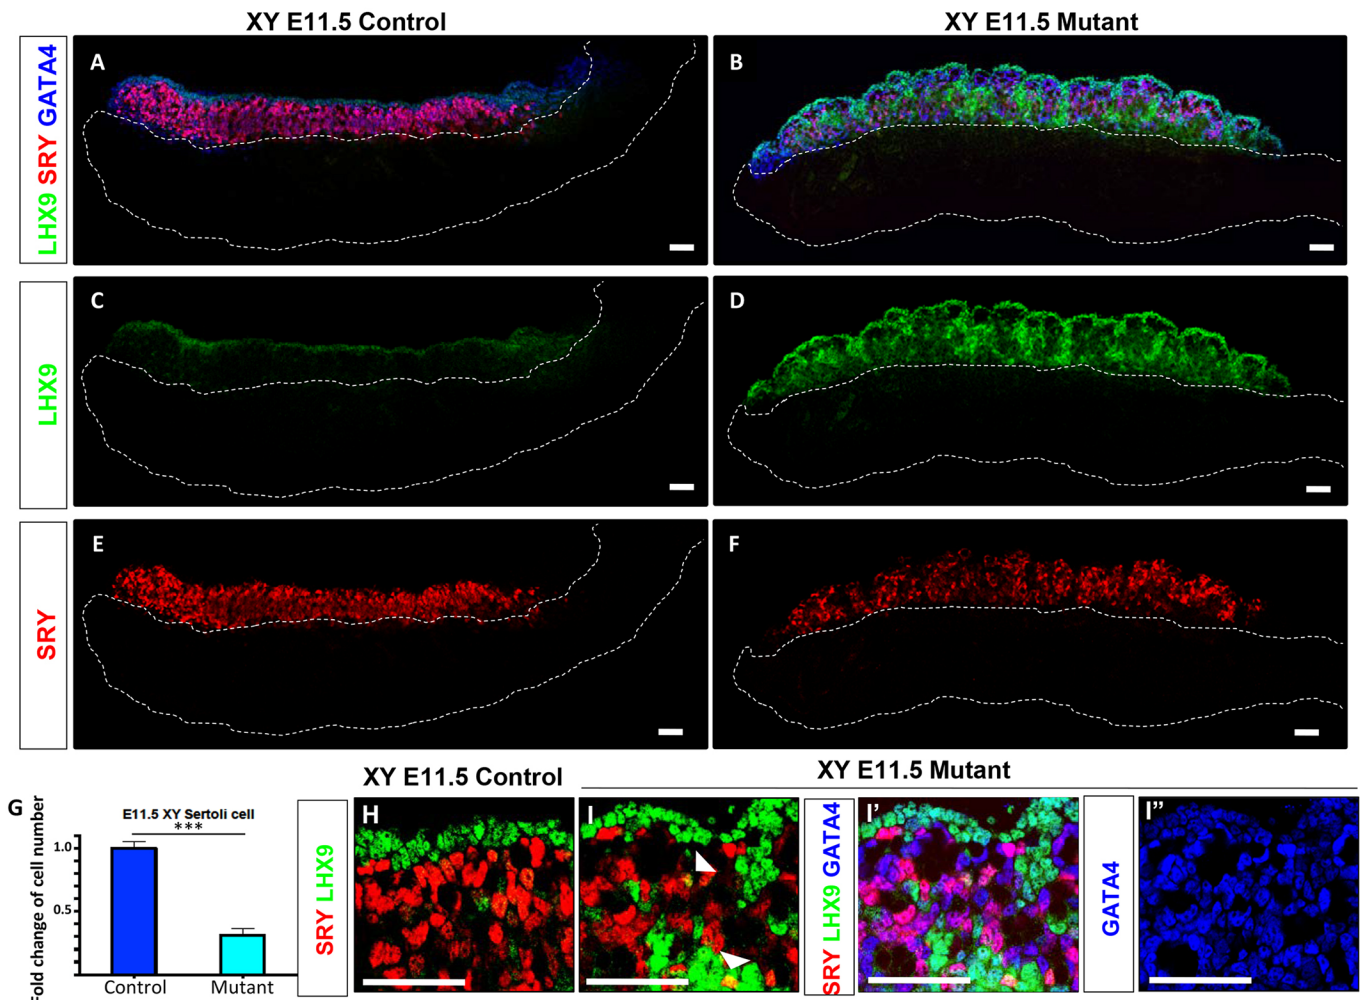 XY E11.5 Control
XY E11.5 Mutant
LHX9 SRY GATA4
A
B
LHX9
C
D
SRY
E
F
XY E11.5 Control
XY E11.5 Mutant
G
Fold change of cell number
E11.5 XY Sertoli cell
***
1.0
0.5
Control
Mutant
SRY LHX9
H
I
SRY LHX9 GATA4
I’
GATA4
I”